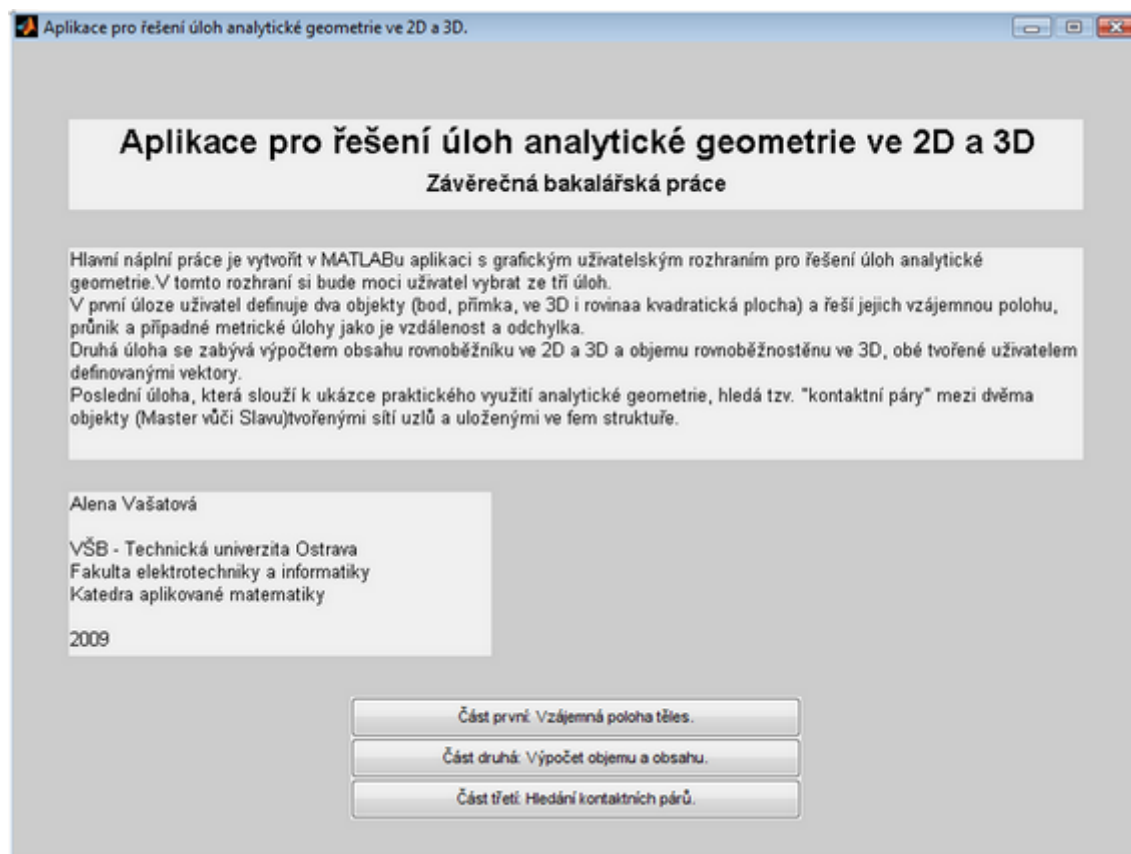 Aplikace pro řešení úloh analytické geometrie ve 2D a 3D.
Aplikace pro řešení úloh analytické geometrie ve 2D a 3D
Závěrečná bakalářská práce
Hlavní náplní práce je vytvořit v MATLABu aplikaci s grafickým uživatelským rozhraním pro řešení úloh analytické
geometrie.V tomto rozhraní si bude moci uživatel vybrat ze tří úloh.
V první úloze uživatel definuje dva objekty (bod, přímka, ve 3D i rovinaa kvadratická plocha) a řeší jejich vzájemnou polohu,
průnik a případné metrické úlohy jako je vzdálenost a odchylka.
Druhá úloha se zabývá výpočtem obsahu rovnoběžníku ve 2D a 3D a objemu rovnoběžnostěnu ve 3D, obé tvořené uživatelem
definovanými vektory.
Poslední úloha, která slouží k ukázce praktického využití analytické geometrie, hledá tzv. "kontaktní páry" mezi dvěma
objekty (Master vůči Slavu)tvořenými sítí uzlů a uloženými ve fem struktuře.
Alena Vašatová
VŠB - Technická univerzita Ostrava
Fakulta elektrotechniky a informatiky
Katedra aplikované matematiky
2009
Část první: Vzájemná poloha těles.
Část druhá: Výpočet objemu a obsahu.
Část třetí: Hledání kontaktních párů.